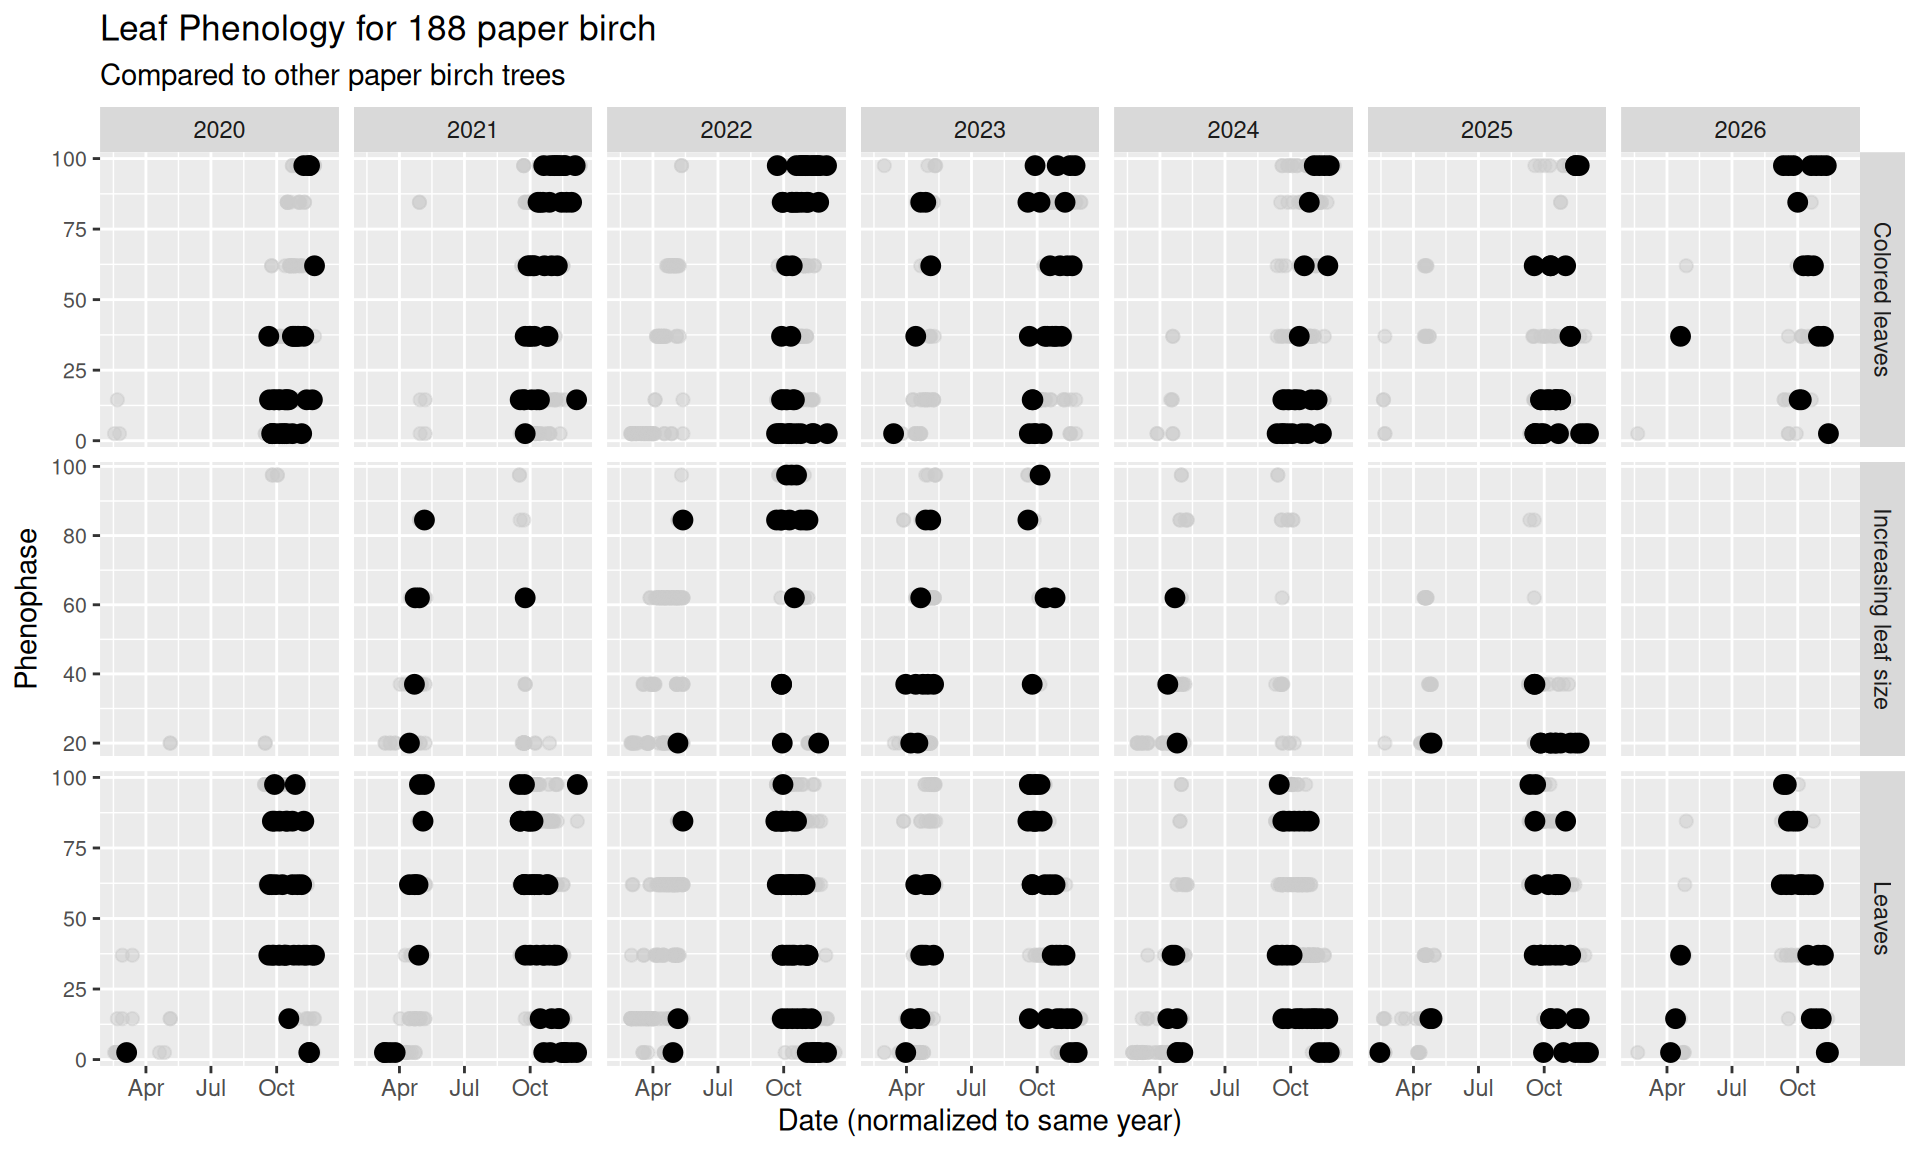 Leaf Phenology for 188 paper birch
Compared to other paper birch trees
2020 2021 2022 2023 2024 2025 2026
100
75
50
25
0
Colored leaves
100
80
60
40
20
Increasing leaf size
100
75
50
25
0
Leaves
Phenophase
Apr Jul Oct Apr Jul Oct Apr Jul Oct Apr Jul Oct Apr Jul Oct Apr Jul Oct Apr Jul Oct
Date (normalized to same year)